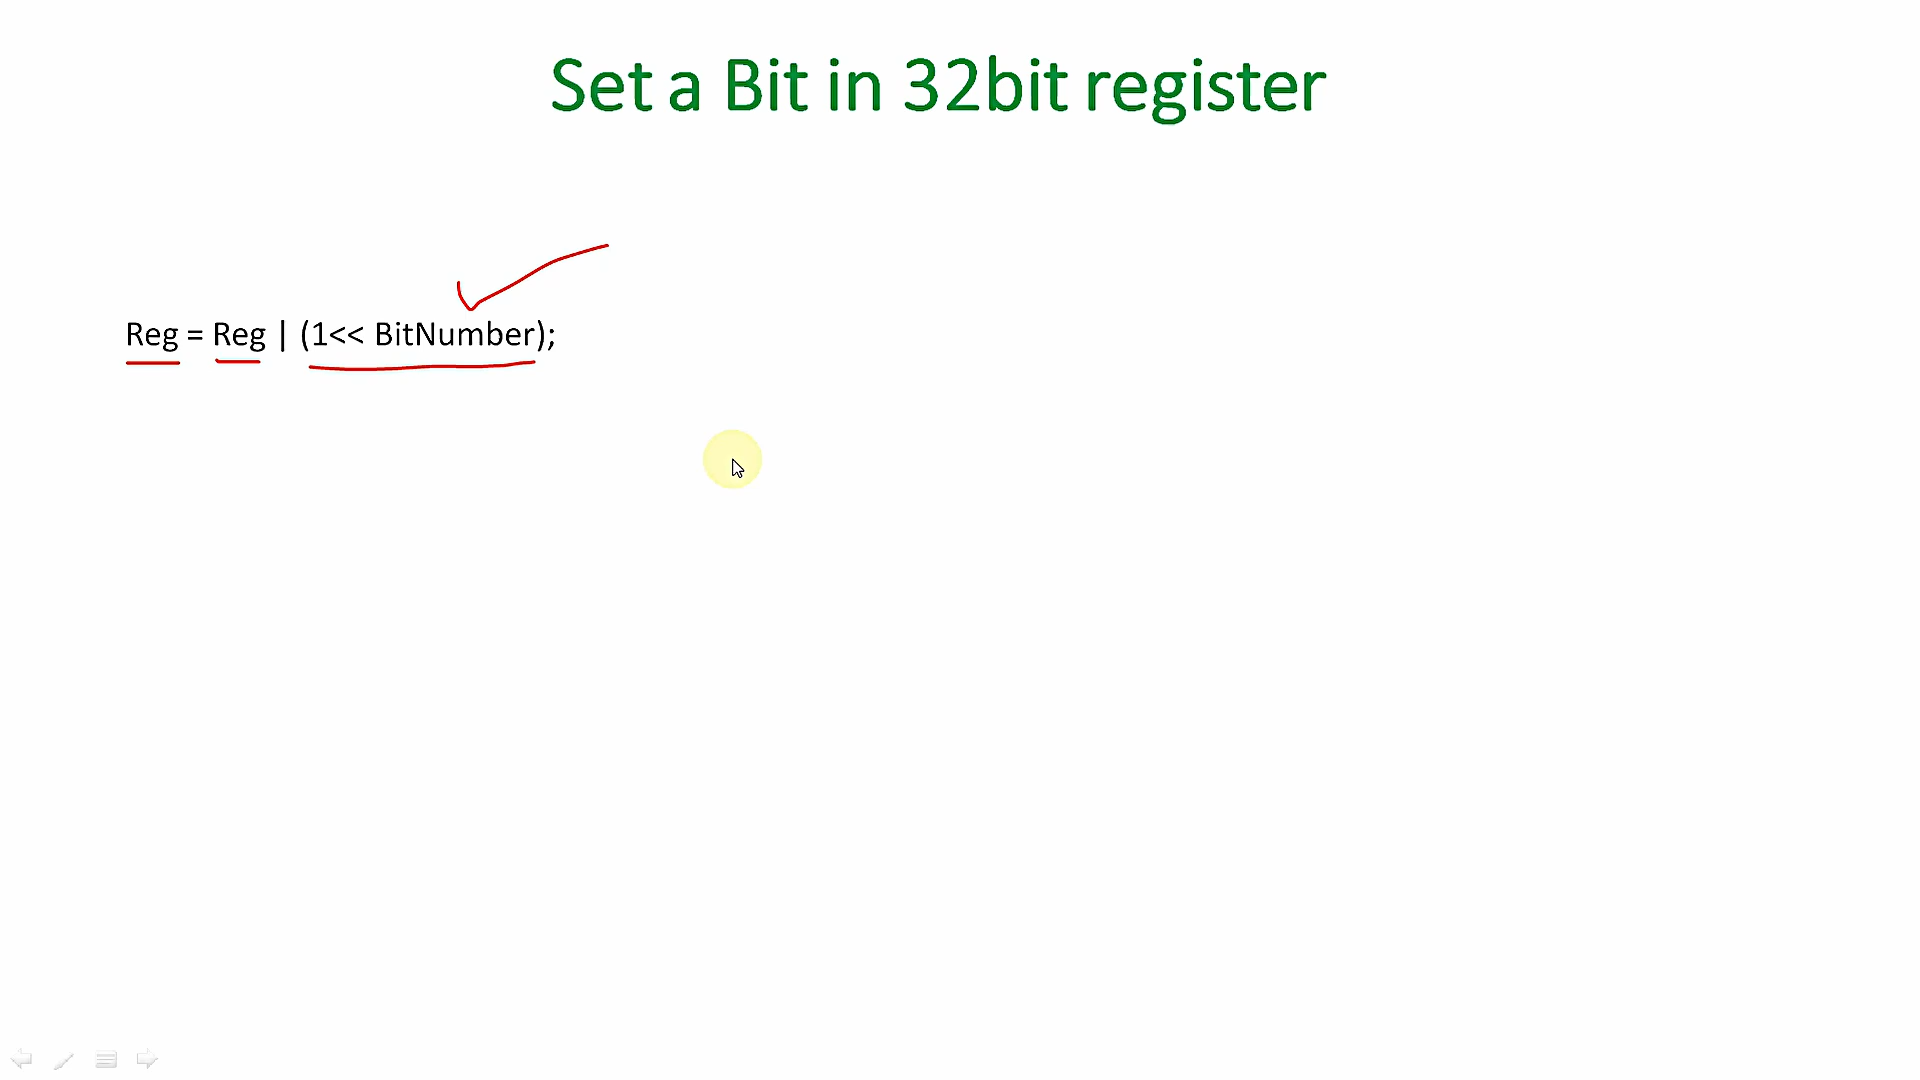 Set a Bit in 32bit register
Reg = Reg | (1<< BitNumber);